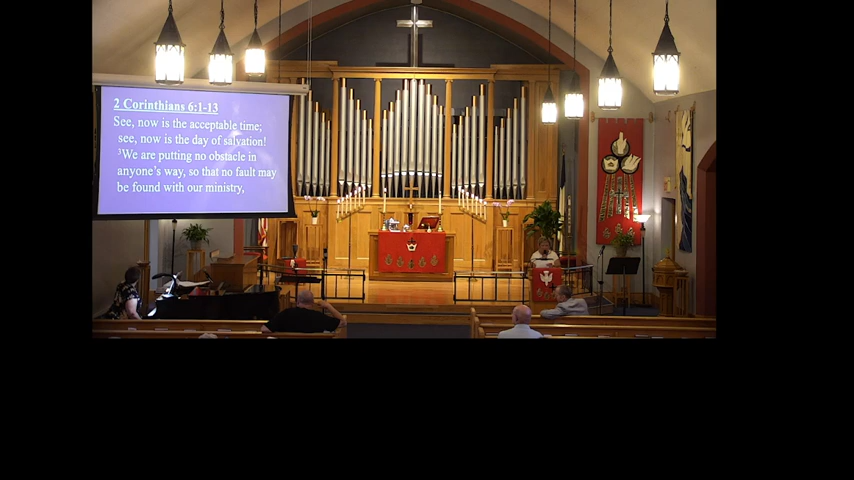 2 Corinthians 6:1-13
See, now is the acceptable time;
see, now is the day of salvation!
³We are putting no obstacle in
anyone's way, so that no fault may
be found with our ministry,